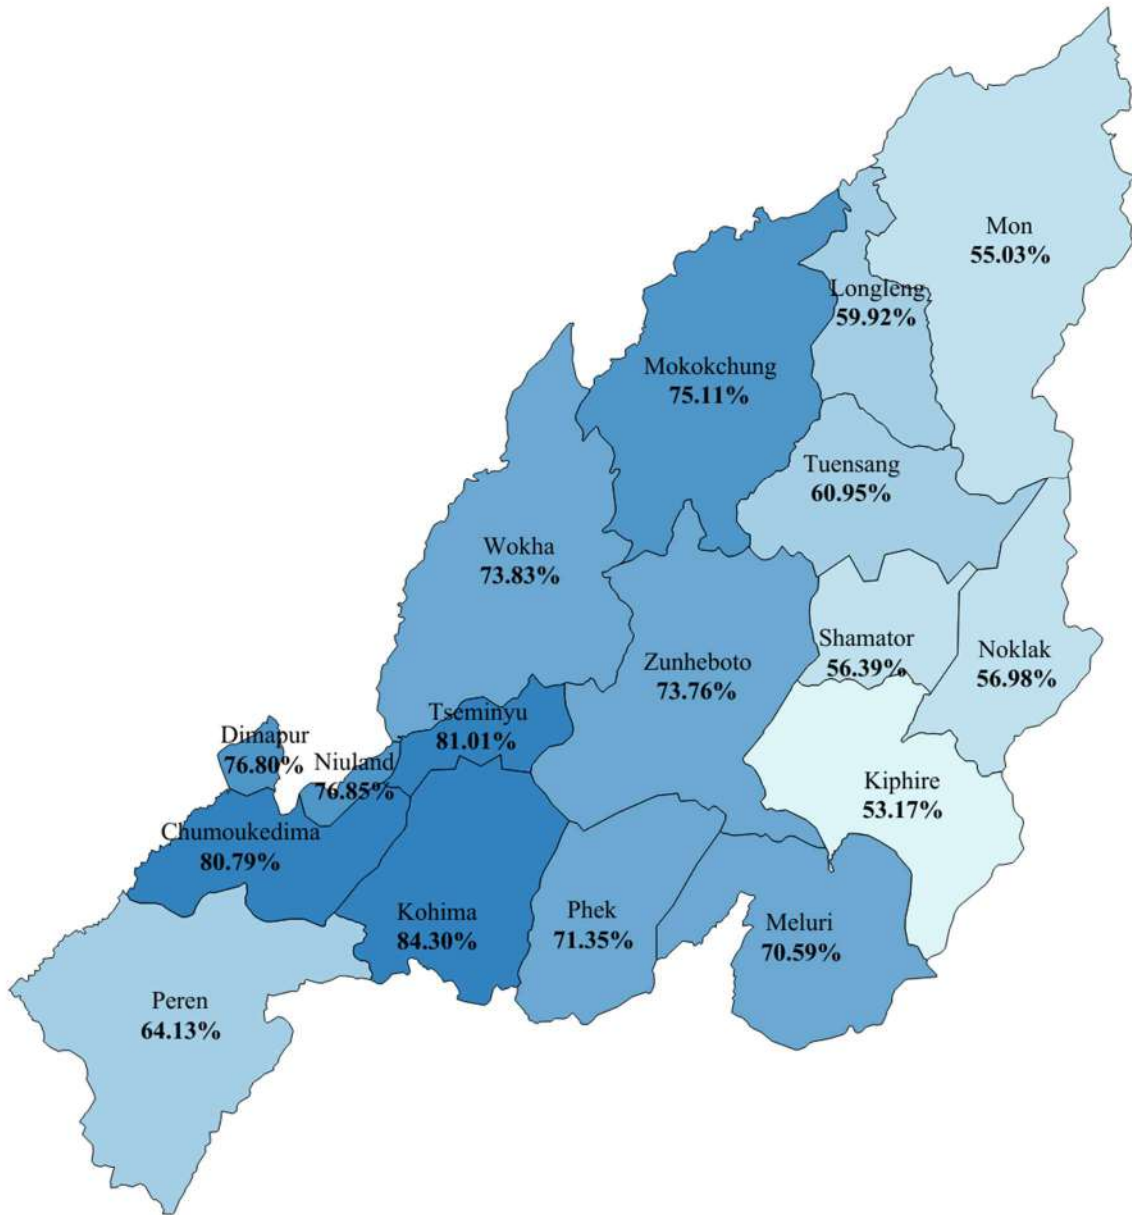 Mon
55.03%
Longleng
59.92%
Mokokchung
75.11%
Tuensang
60.95%
Wokha
73.83%
Shamator
56.39%
Noklak
56.98%
Zunheboto
73.76%
Tseminyu
81.01%
Dimapur
76.80%
Niuland
76.85%
Kiphire
53.17%
Chumoukedima
80.79%
Kohima
84.30%
Phek
71.35%
Meluri
70.59%
Peren
64.13%